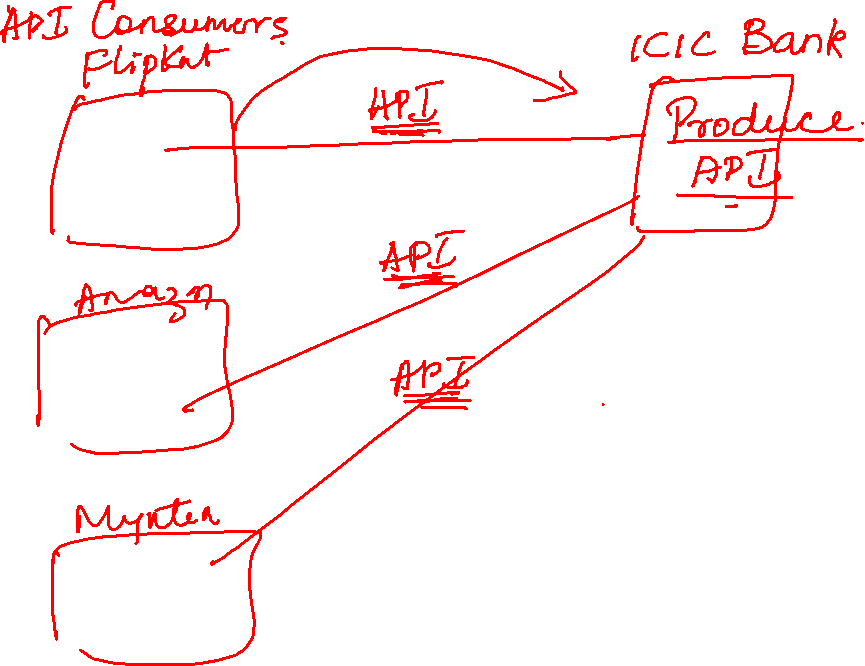 API Consumers
Flipkat
ICIC Bank
API
Produce
API
API
Amazn
API
Myntra